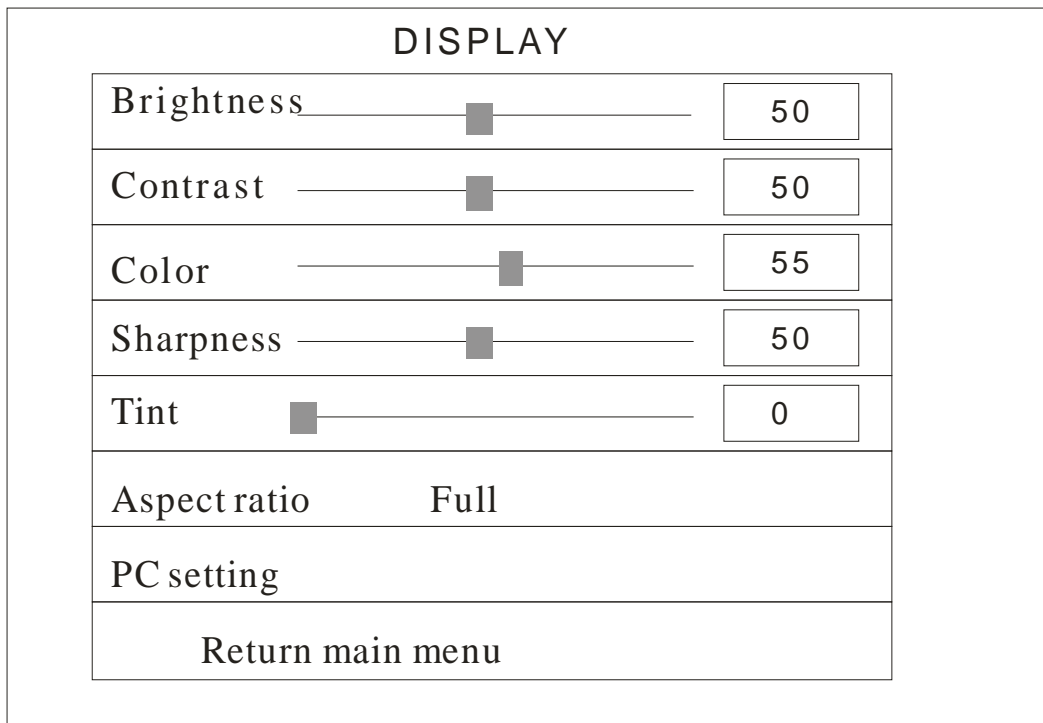 DISPLAY
Brightness 50
Contrast 50
Color 55
Sharpness 50
Tint 0
Aspect ratio Full
PC setting
Return main menu